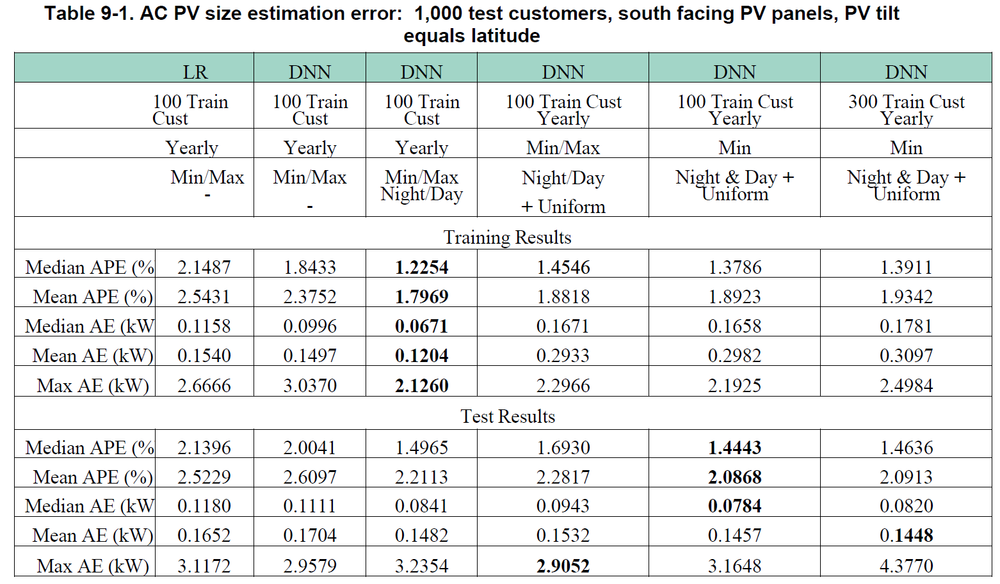 Table 9-1. AC PV size estimation error: 1,000 test customers, south facing PV panels, PV tilt
equals latitude
LR DNN DNN DNN DNN DNN
100 Train Cust 100 Train Cust 100 Train Cust 100 Train Cust Yearly 100 Train Cust Yearly 300 Train Cust Yearly
Yearly Yearly Yearly Min/Max Min Min
Min/Max - Min/Max - Min/Max Night/Day Night/Day + Uniform Night & Day + Uniform Night & Day + Uniform
Training Results
Median APE (% 2.1487 1.8433 1.2254 1.4546 1.3786 1.3911
Mean APE (%) 2.5431 2.3752 1.7969 1.8818 1.8923 1.9342
Median AE (kW 0.1158 0.0996 0.0671 0.1671 0.1658 0.1781
Mean AE (kW) 0.1540 0.1497 0.1204 0.2933 0.2982 0.3097
Max AE (kW) 2.6666 3.0370 2.1260 2.2966 2.1925 2.4984
Test Results
Median APE (% 2.1396 2.0041 1.4965 1.6930 1.4443 1.4636
Mean APE (%) 2.5229 2.6097 2.2113 2.2817 2.0868 2.0913
Median AE (kW 0.1180 0.1111 0.0841 0.0943 0.0784 0.0820
Mean AE (kW) 0.1652 0.1704 0.1482 0.1532 0.1457 0.1448
Max AE (kW) 3.1172 2.9579 3.2354 2.9052 3.1648 4.3770